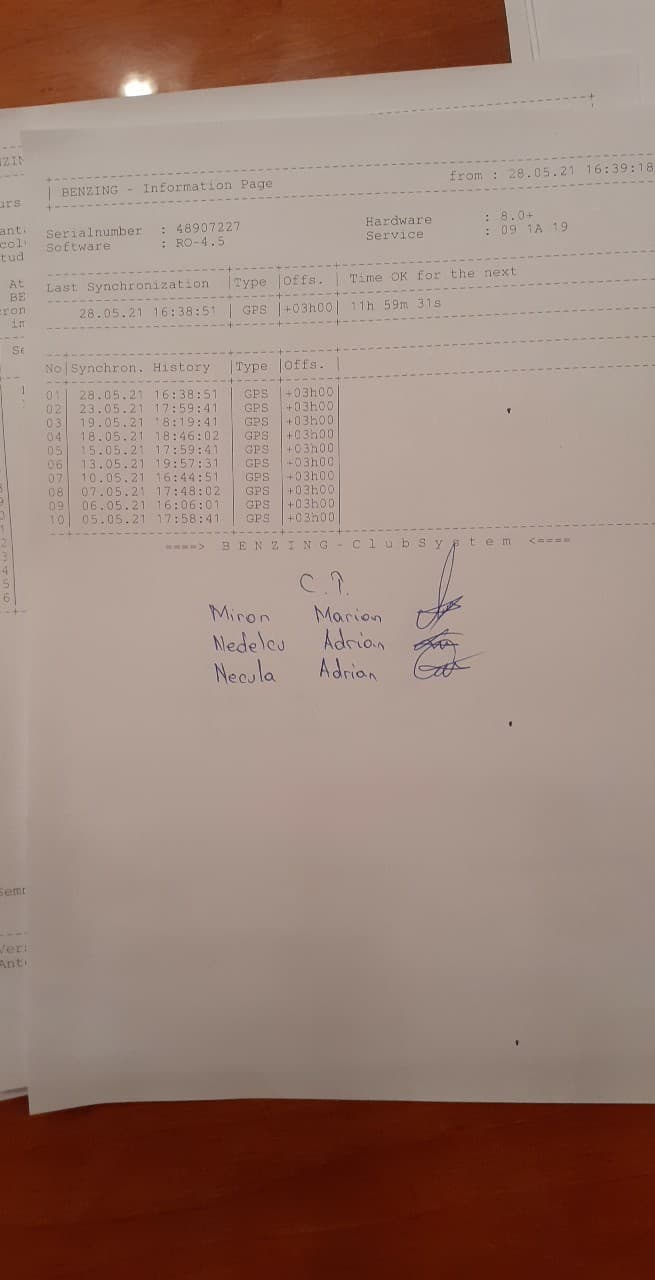 BENZING - Information Page from : 28.05.21 16:39:18
Serialnumber : 48907227 Hardware : 8.0+
Software : RO-4.5 Service : 09 1A 19
Last Synchronization |Type |Offs. | Time OK for the next
28.05.21 16:38:51 | GPS |+03h00| 11h 59m 31s
No|Synchron. History |Type |Offs. |
01| 28.05.21 16:38:51 | GPS |+03h00|
02| 23.05.21 17:59:41 | GPS |+03h00|
03| 19.05.21 18:19:41 | GPS |+03h00|
04| 18.05.21 18:46:02 | GPS |+03h00|
05| 15.05.21 17:59:41 | GPS |+03h00|
06| 13.05.21 19:57:31 | GPS |+03h00|
07| 10.05.21 16:44:51 | GPS |+03h00|
08| 07.05.21 17:48:02 | GPS |+03h00|
09| 06.05.21 16:06:01 | GPS |+03h00|
10| 05.05.21 17:58:41 | GPS |+03h00|
====> B E N Z I N G - C l u b S y s t e m <====
Miron Marian
Nedelcu Adrian
Necula Adrian